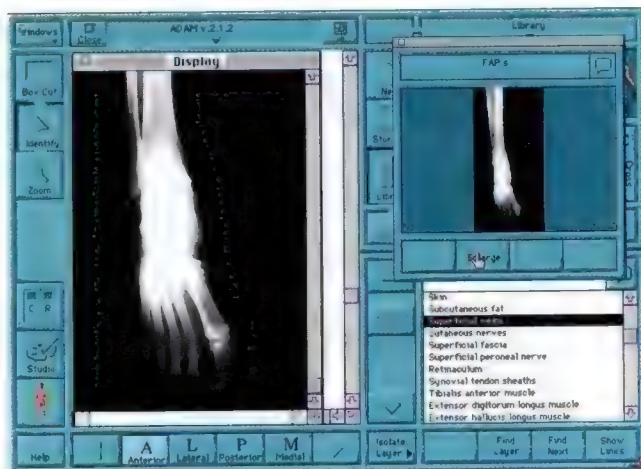 Windows
Close
ADAM v.2.1.2
Library
Display
FAP s
Box Cut
Identify
Zoom
Enlarge
C R
Studio
Skin
Subcutaneous fat
Superficial veins
Cutaneous nerves
Superficial fascia
Superficial peroneal nerve
Retinaculum
Synovial tendon sheaths
Tibialis anterior muscle
Extensor digitorum longus muscle
Extensor hallucis longus muscle
Help
A
Anterior
L
Lateral
P
Posterior
M
Medial
Isolate
Layer
Find
Layer
Find
Next
Show
Links